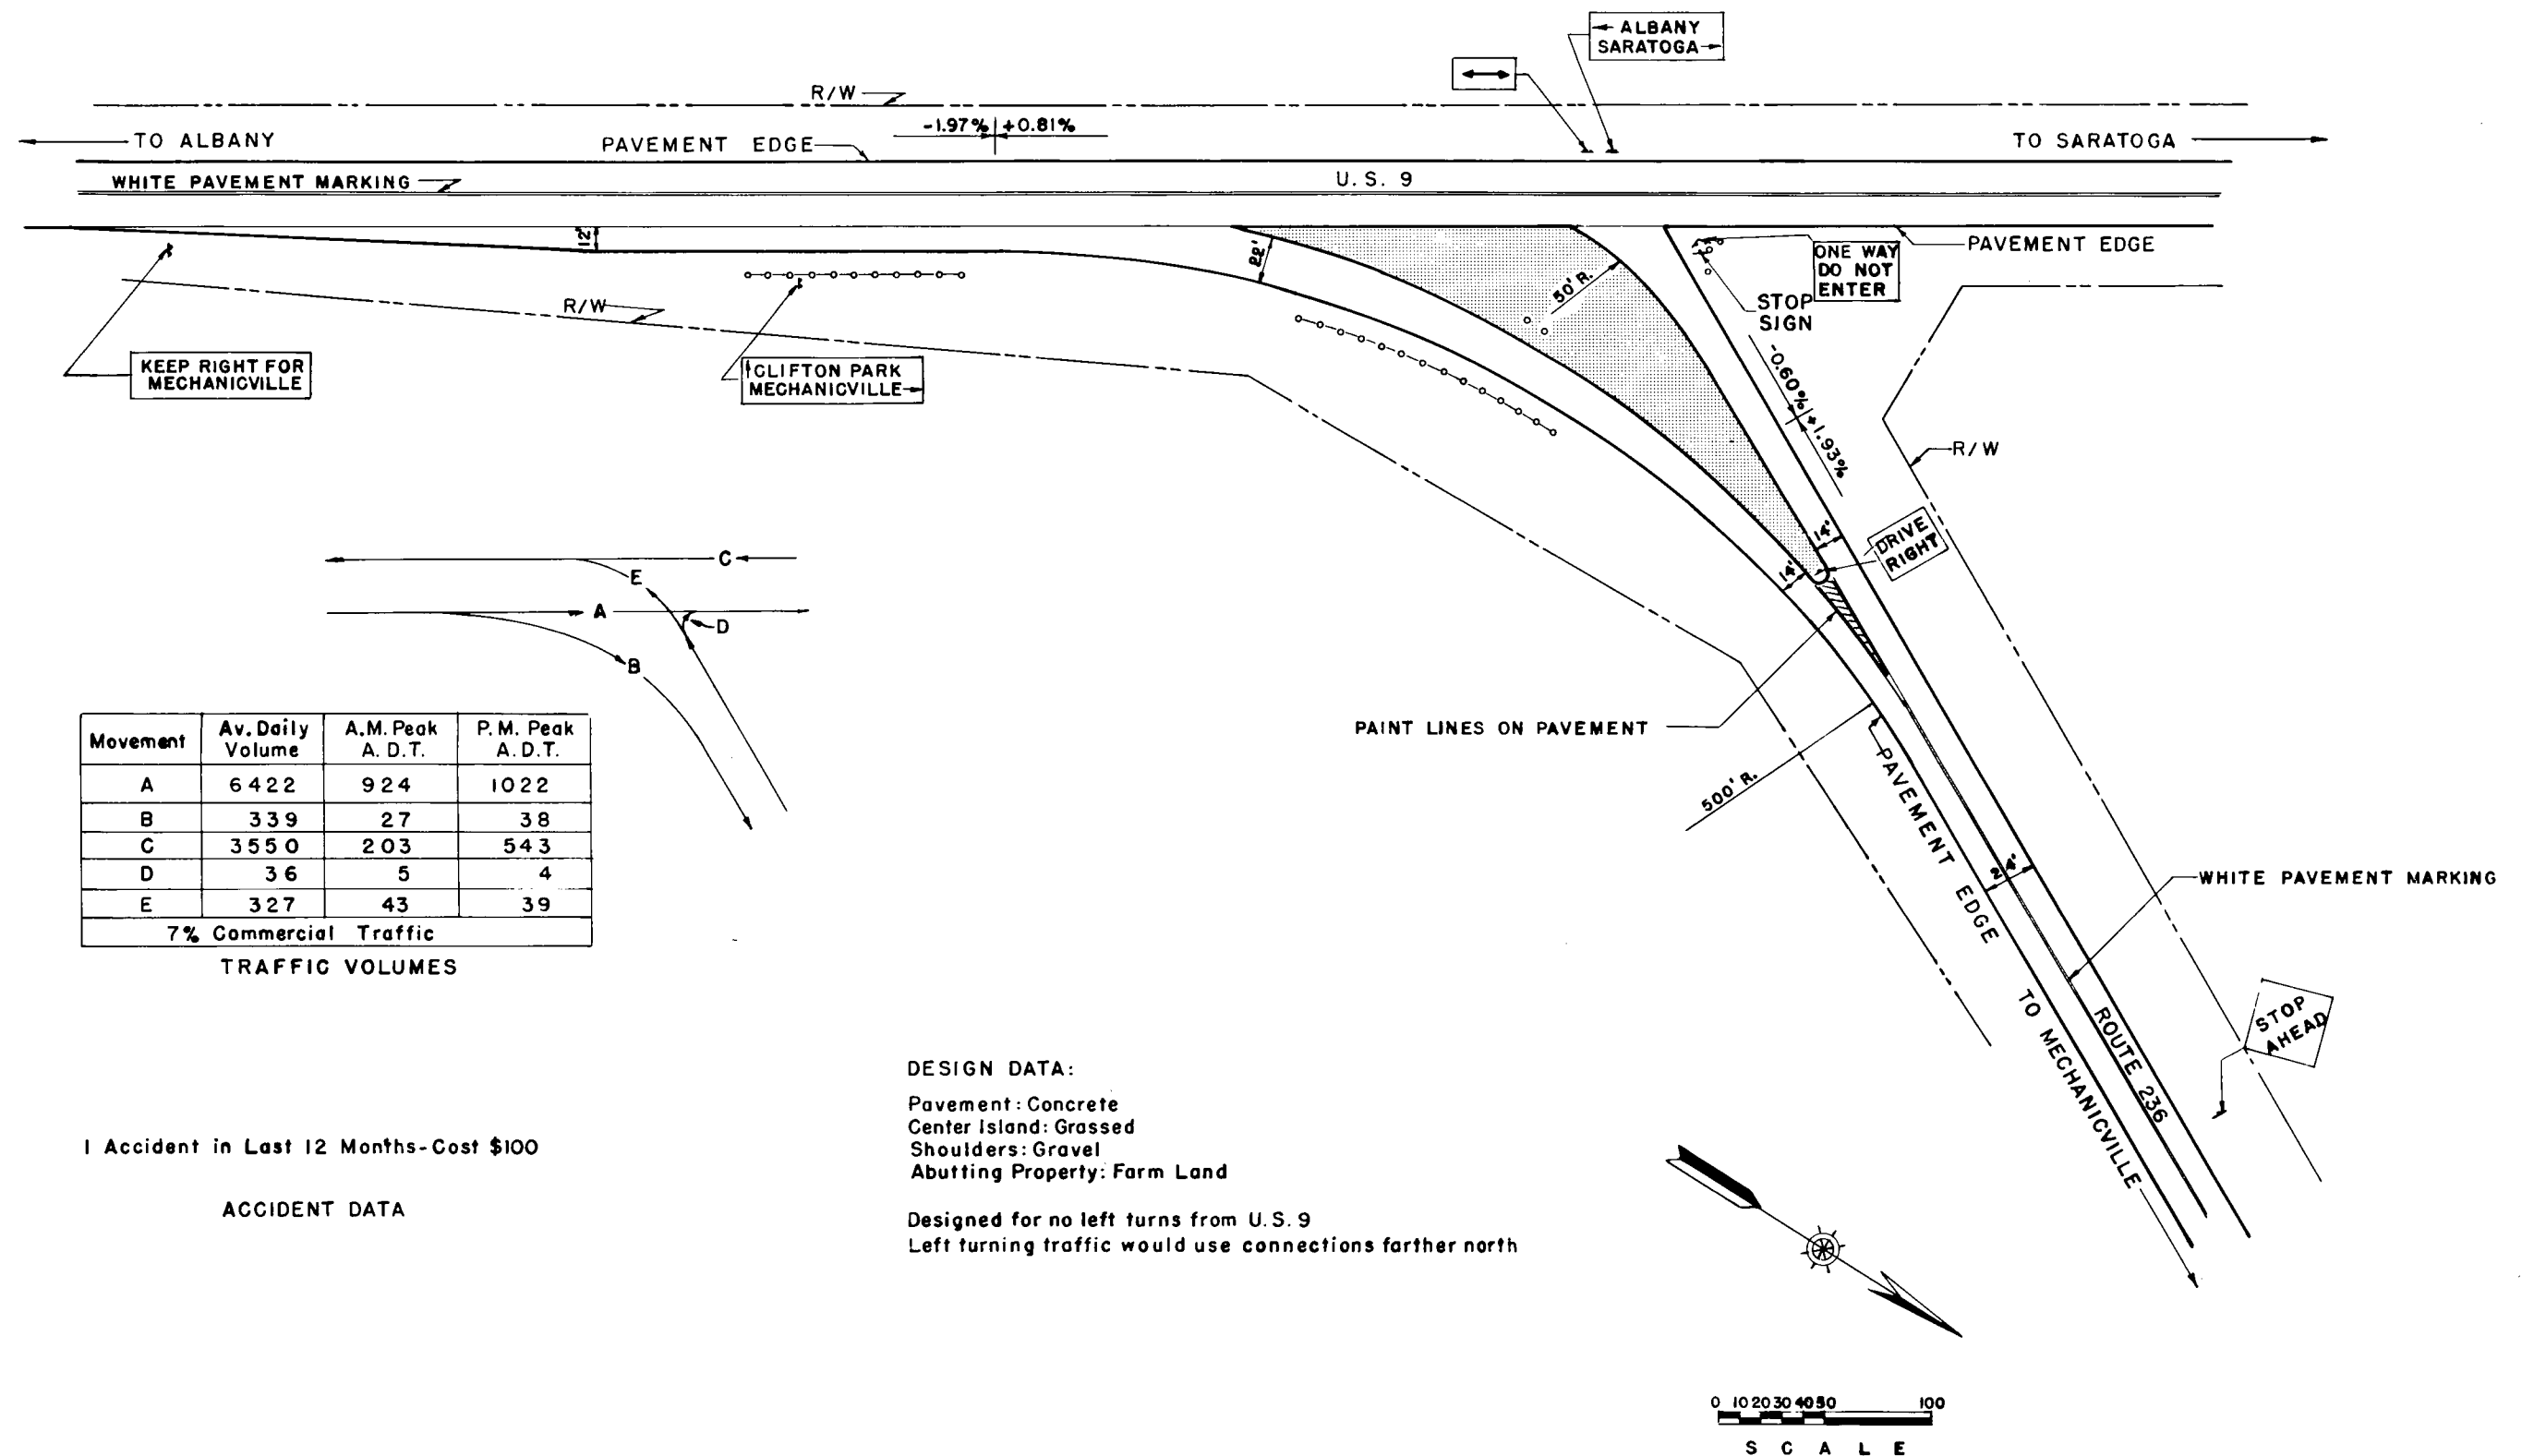 ← ALBANY
SARATOGA →
R/W
-1.97% +0.81%
TO ALBANY
PAVEMENT EDGE
TO SARATOGA
WHITE PAVEMENT MARKING
U.S. 9
12'
22'
50' R.
PAVEMENT EDGE
ONE WAY
DO NOT
ENTER
STOP
SIGN
R/W
KEEP RIGHT FOR
MECHANICVILLE
↑CLIFTON PARK
MECHANICVILLE→
-0.60% +1.93%
R/W
14'
DRIVE
RIGHT
14'
C
E
A
D
B
PAINT LINES ON PAVEMENT
500' R.
PAVEMENT EDGE
24'
WHITE PAVEMENT MARKING
TO MECHANICVILLE
ROUTE 236
STOP
AHEAD
Movement Av. Daily Volume A.M. Peak A.D.T. P.M. Peak A.D.T.
A 6422 924 1022
B 339 27 38
C 3550 203 543
D 36 5 4
E 327 43 39
7% Commercial Traffic
TRAFFIC VOLUMES
1 Accident in Last 12 Months-Cost $100
ACCIDENT DATA
DESIGN DATA:
Pavement: Concrete
Center Island: Grassed
Shoulders: Gravel
Abutting Property: Farm Land
Designed for no left turns from U.S. 9
Left turning traffic would use connections farther north
0 10 20 30 40 50 100
SCALE